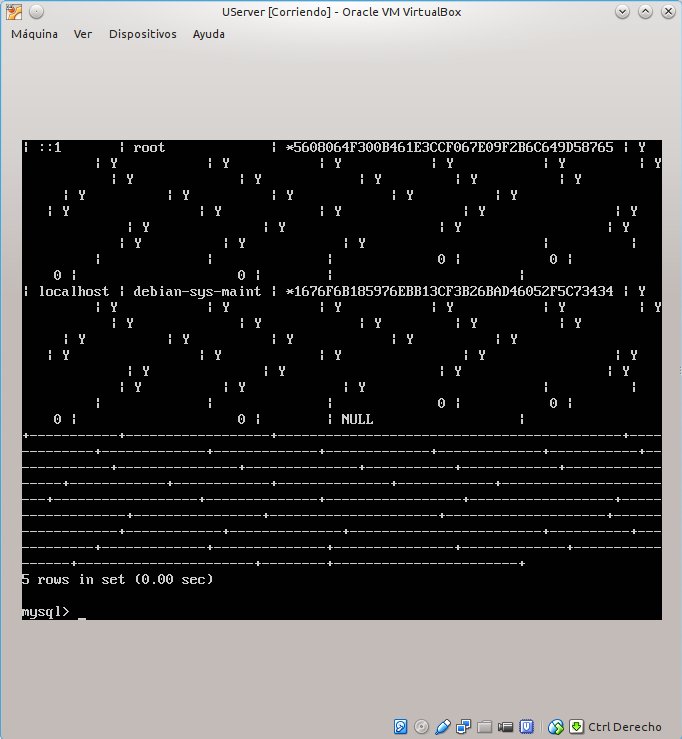 UServer [Corriendo] - Oracle VM VirtualBox
Máquina Ver Dispositivos Ayuda
| ::1 | root | *5608064F300B461E3CCF067E09F2B6C649D58765 | Y
| Y | Y | Y | Y | Y | Y
| Y | Y | Y | Y | Y
| Y | Y | Y | Y | Y
| Y | Y | Y | Y | Y
| Y | Y | Y | Y
| Y | Y | Y | |
| | | 0 | 0 |
0 | 0 | | |
| localhost | debian-sys-maint | *1676F6B185976EBB13CF3B26BAD46052F5C73434 | Y
| Y | Y | Y | Y | Y | Y
| Y | Y | Y | Y | Y
| Y | Y | Y | Y | Y
| Y | Y | Y | Y | Y
| Y | Y | Y | Y
| Y | Y | Y | |
| | | 0 | 0 |
0 | 0 | | NULL |
5 rows in set (0.00 sec)
mysql> _
Ctrl Derecho